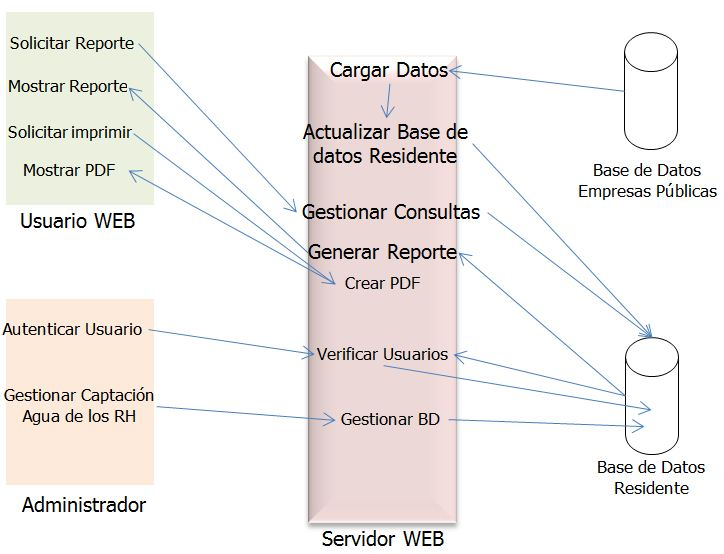 Solicitar Reporte
Mostrar Reporte
Solicitar imprimir
Mostrar PDF
Usuario WEB
Autenticar Usuario
Gestionar Captación
Agua de los RH
Administrador
Cargar Datos
Actualizar Base de
datos Residente
Gestionar Consultas
Generar Reporte
Crear PDF
Verificar Usuarios
Gestionar BD
Servidor WEB
Base de Datos
Empresas Públicas
Base de Datos
Residente